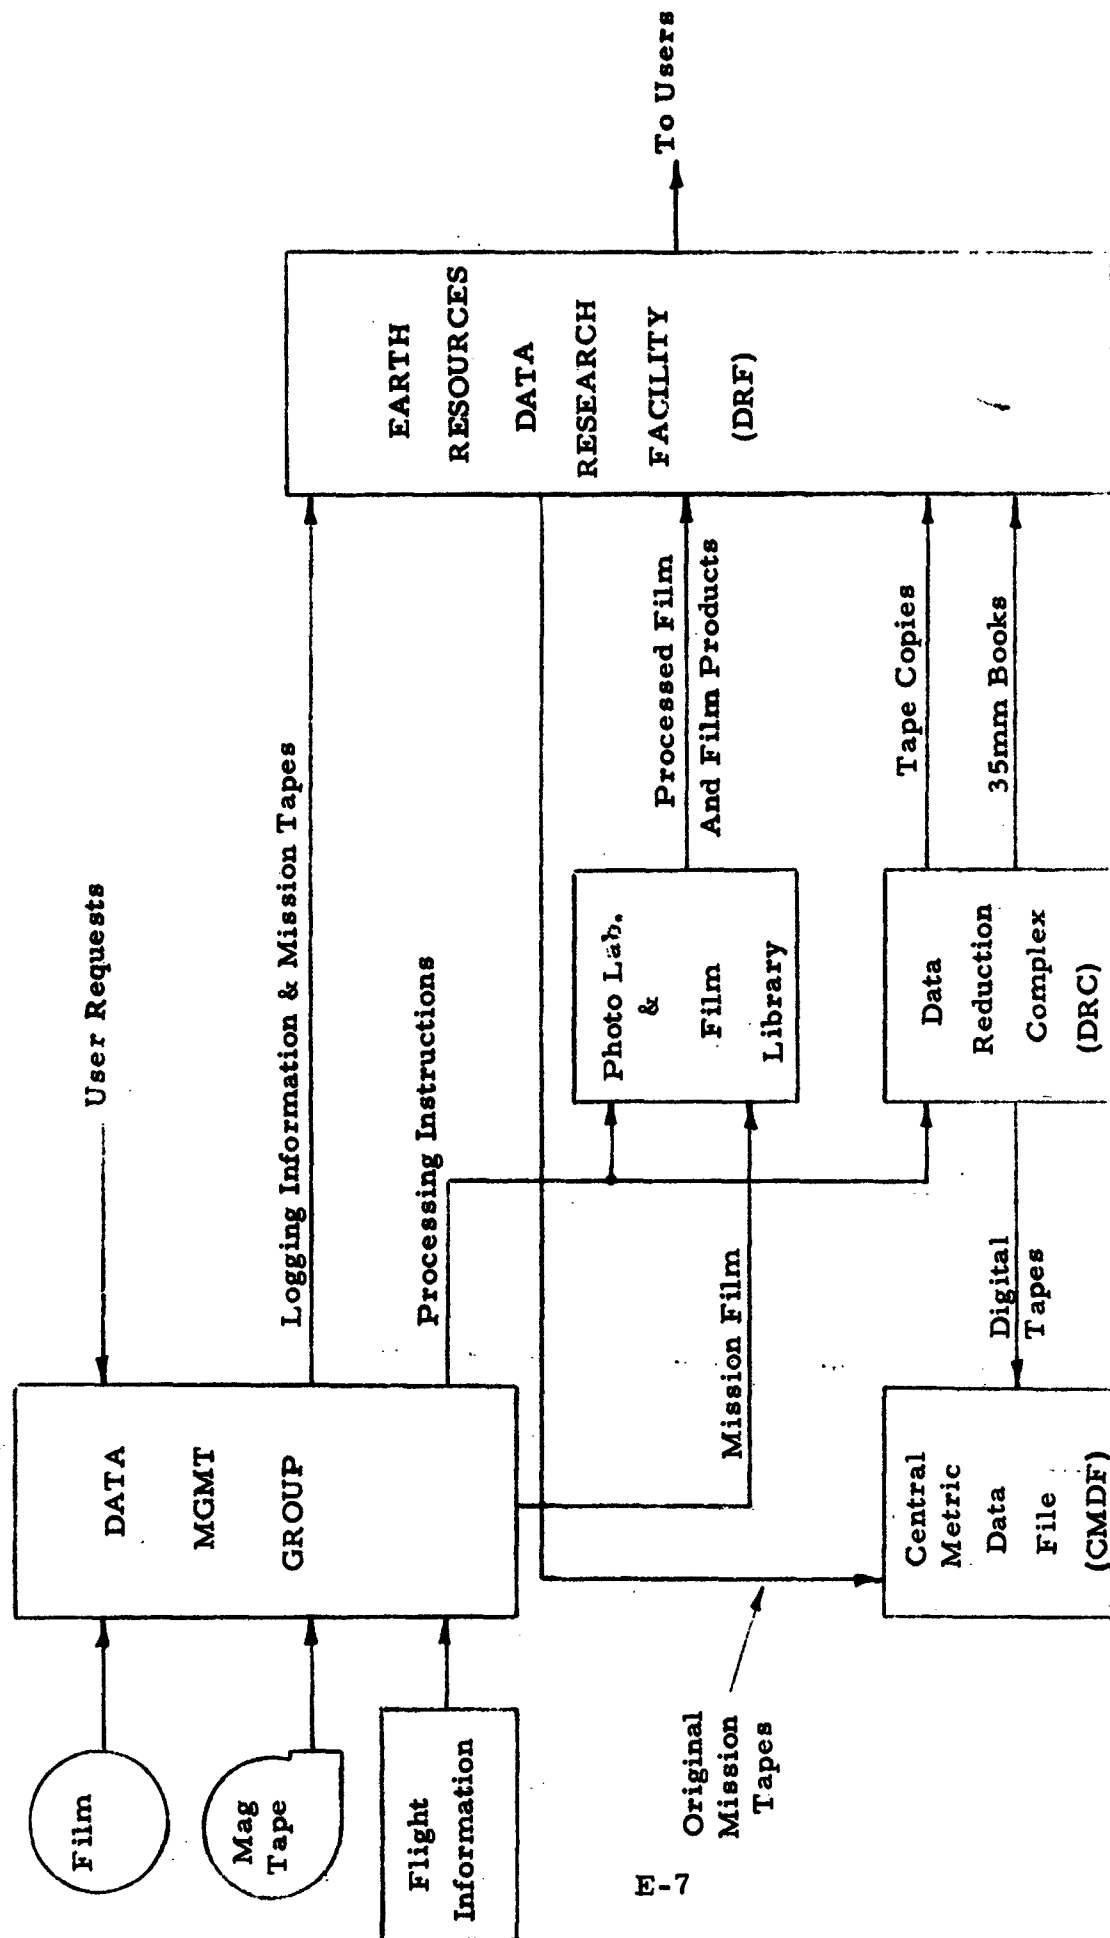 Film
Mag
Tape
Flight
Information
DATA
MGMT
GROUP
User Requests
Logging Information & Mission Tapes
Processing Instructions
Mission Film
Original
Mission
Tapes
Central
Metric
Data
File
(CMDF)
Digital
Tapes
Photo Lab.
&
Film
Library
Data
Reduction
Complex
(DRC)
Processed Film
And Film Products
Tape Copies
35mm Books
EARTH
RESOURCES
DATA
RESEARCH
FACILITY
(DRF)
To Users
E-7